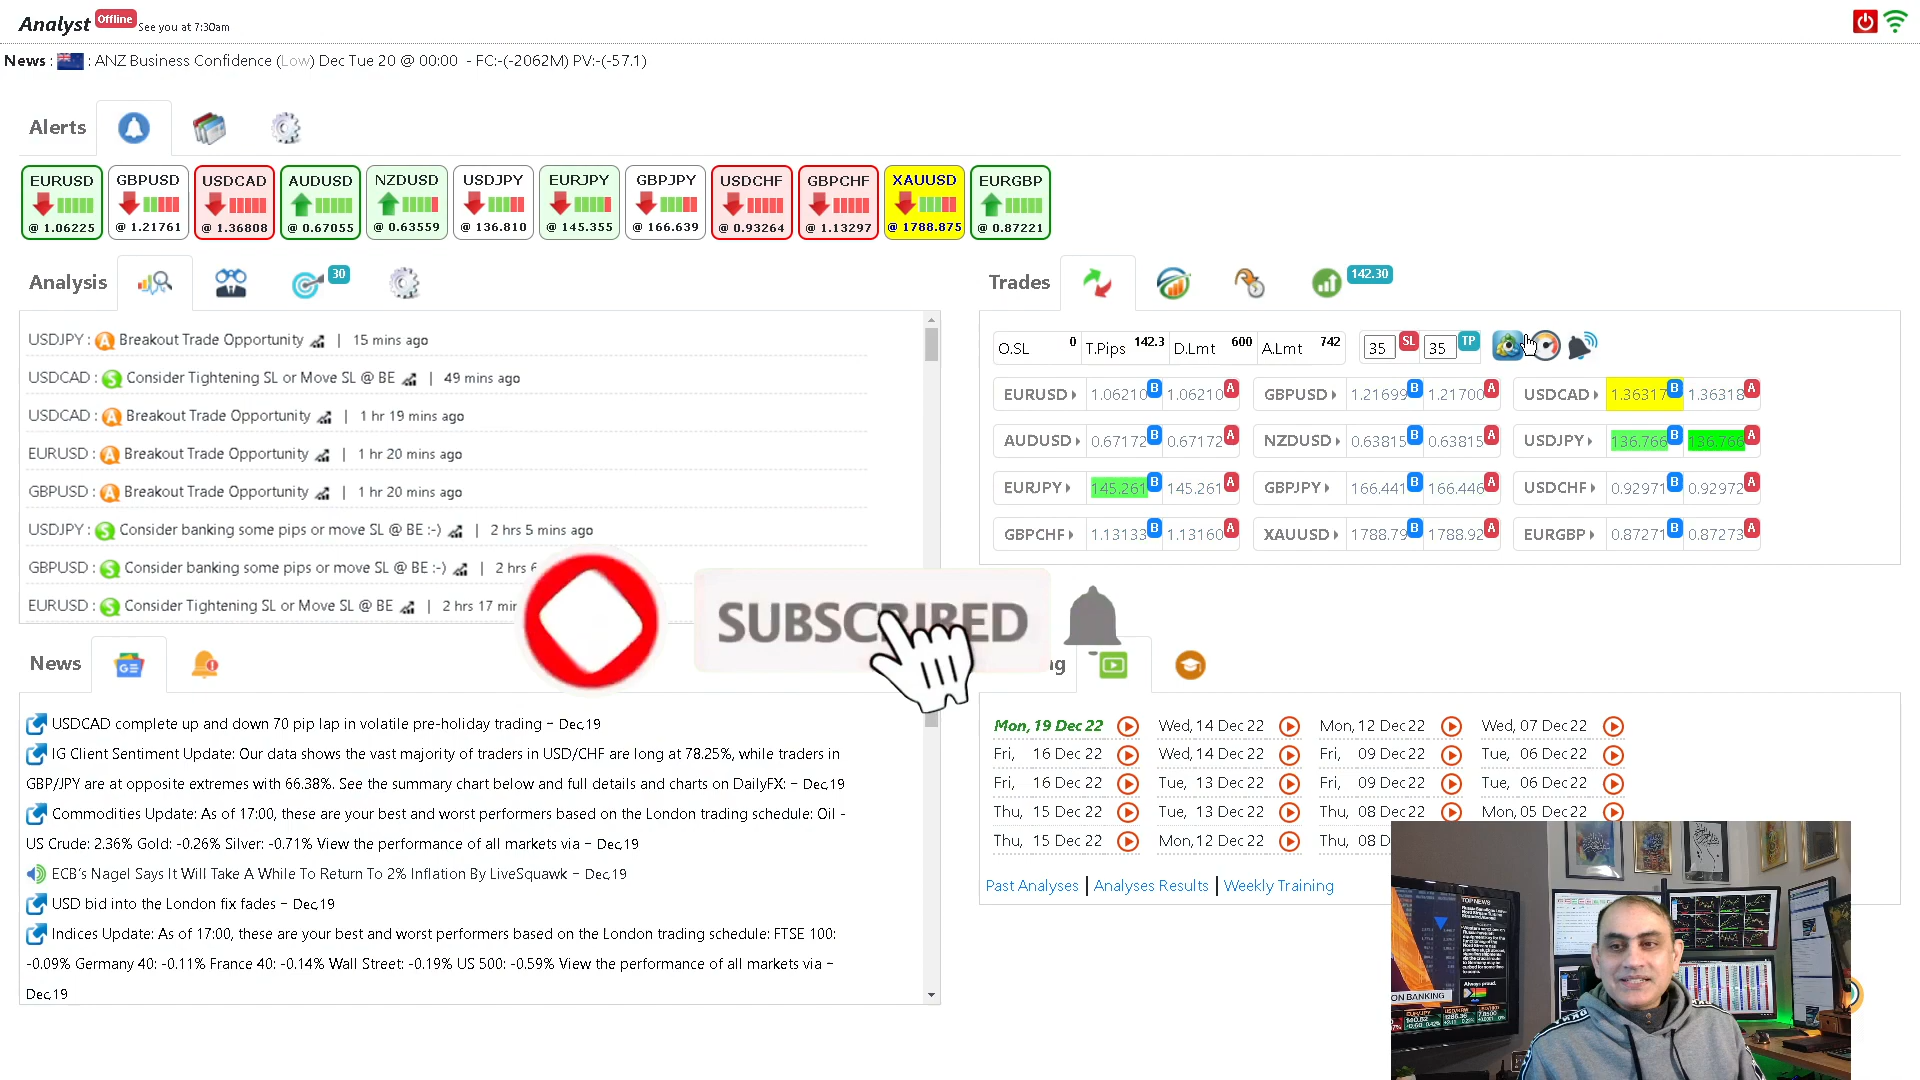 Analyst Offline See you at 7:30am
News : : ANZ Business Confidence (Low) Dec Tue 20 @ 00:00 - FC:-(-2062M) PV:-(-57.1)
Alerts
EURUSD GBPUSD USDCAD AUDUSD NZDUSD USDJPY EURJPY GBPJPY USDCHF GBPCHF XAUUSD EURGBP
@ 1.06225 @ 1.21761 @ 1.36808 @ 0.67055 @ 0.63559 @ 136.810 @ 145.355 @ 166.639 @ 0.93264 @ 1.13297 @ 1788.875 @ 0.87221
Analysis 30
USDJPY : A Breakout Trade Opportunity | 15 mins ago
USDCAD : S Consider Tightening SL or Move SL @ BE | 49 mins ago
USDCAD : A Breakout Trade Opportunity | 1 hr 19 mins ago
EURUSD : A Breakout Trade Opportunity | 1 hr 20 mins ago
GBPUSD : A Breakout Trade Opportunity | 1 hr 20 mins ago
USDJPY : S Consider banking some pips or move SL @ BE :-) | 2 hrs 5 mins ago
GBPUSD : S Consider banking some pips or move SL @ BE :-) | 2 hrs
EURUSD : S Consider Tightening SL or Move SL @ BE | 2 hrs 17
Trades 142.30
O.SL 0 T.Pips 142.3 D.Lmt 600 A.Lmt 742 35 SL 35 TP
EURUSD 1.06210 B 1.06210 A GBPUSD 1.21699 B 1.21700 A USDCAD 1.36317 B 1.36318 A
AUDUSD 0.67172 B 0.67172 A NZDUSD 0.63815 B 0.63815 A USDJPY 136.766 B 136.766 A
EURJPY 145.261 B 145.261 A GBPJPY 166.441 B 166.446 A USDCHF 0.92971 B 0.92972 A
GBPCHF 1.13133 B 1.13160 A XAUUSD 1788.79 B 1788.92 A EURGBP 0.87271 B 0.87273 A
SUBSCRIBED
News
USDCAD complete up and down 70 pip lap in volatile pre-holiday trading - Dec,19
IG Client Sentiment Update: Our data shows the vast majority of traders in USD/CHF are long at 78.25%, while traders in
GBP/JPY are at opposite extremes with 66.38%. See the summary chart below and full details and charts on DailyFX: - Dec,19
Commodities Update: As of 17:00, these are your best and worst performers based on the London trading schedule: Oil -
US Crude: 2.36% Gold: -0.26% Silver: -0.71% View the performance of all markets via - Dec,19
ECB's Nagel Says It Will Take A While To Return To 2% Inflation By LiveSquawk - Dec,19
USD bid into the London fix fades - Dec,19
Indices Update: As of 17:00, these are your best and worst performers based on the London trading schedule: FTSE 100:
-0.09% Germany 40: -0.11% France 40: -0.14% Wall Street: -0.19% US 500: -0.59% View the performance of all markets via -
Dec,19
Mon, 19 Dec 22 Wed, 14 Dec 22 Mon, 12 Dec 22 Wed, 07 Dec 22
Fri, 16 Dec 22 Wed, 14 Dec 22 Fri, 09 Dec 22 Tue, 06 Dec 22
Fri, 16 Dec 22 Tue, 13 Dec 22 Fri, 09 Dec 22 Tue, 06 Dec 22
Thu, 15 Dec 22 Tue, 13 Dec 22 Thu, 08 Dec 22 Mon, 05 Dec 22
Thu, 15 Dec 22 Mon, 12 Dec 22 Thu, 08 D
Past Analyses | Analyses Results | Weekly Training
TOP NEWS
Always proud.
ON BANKING